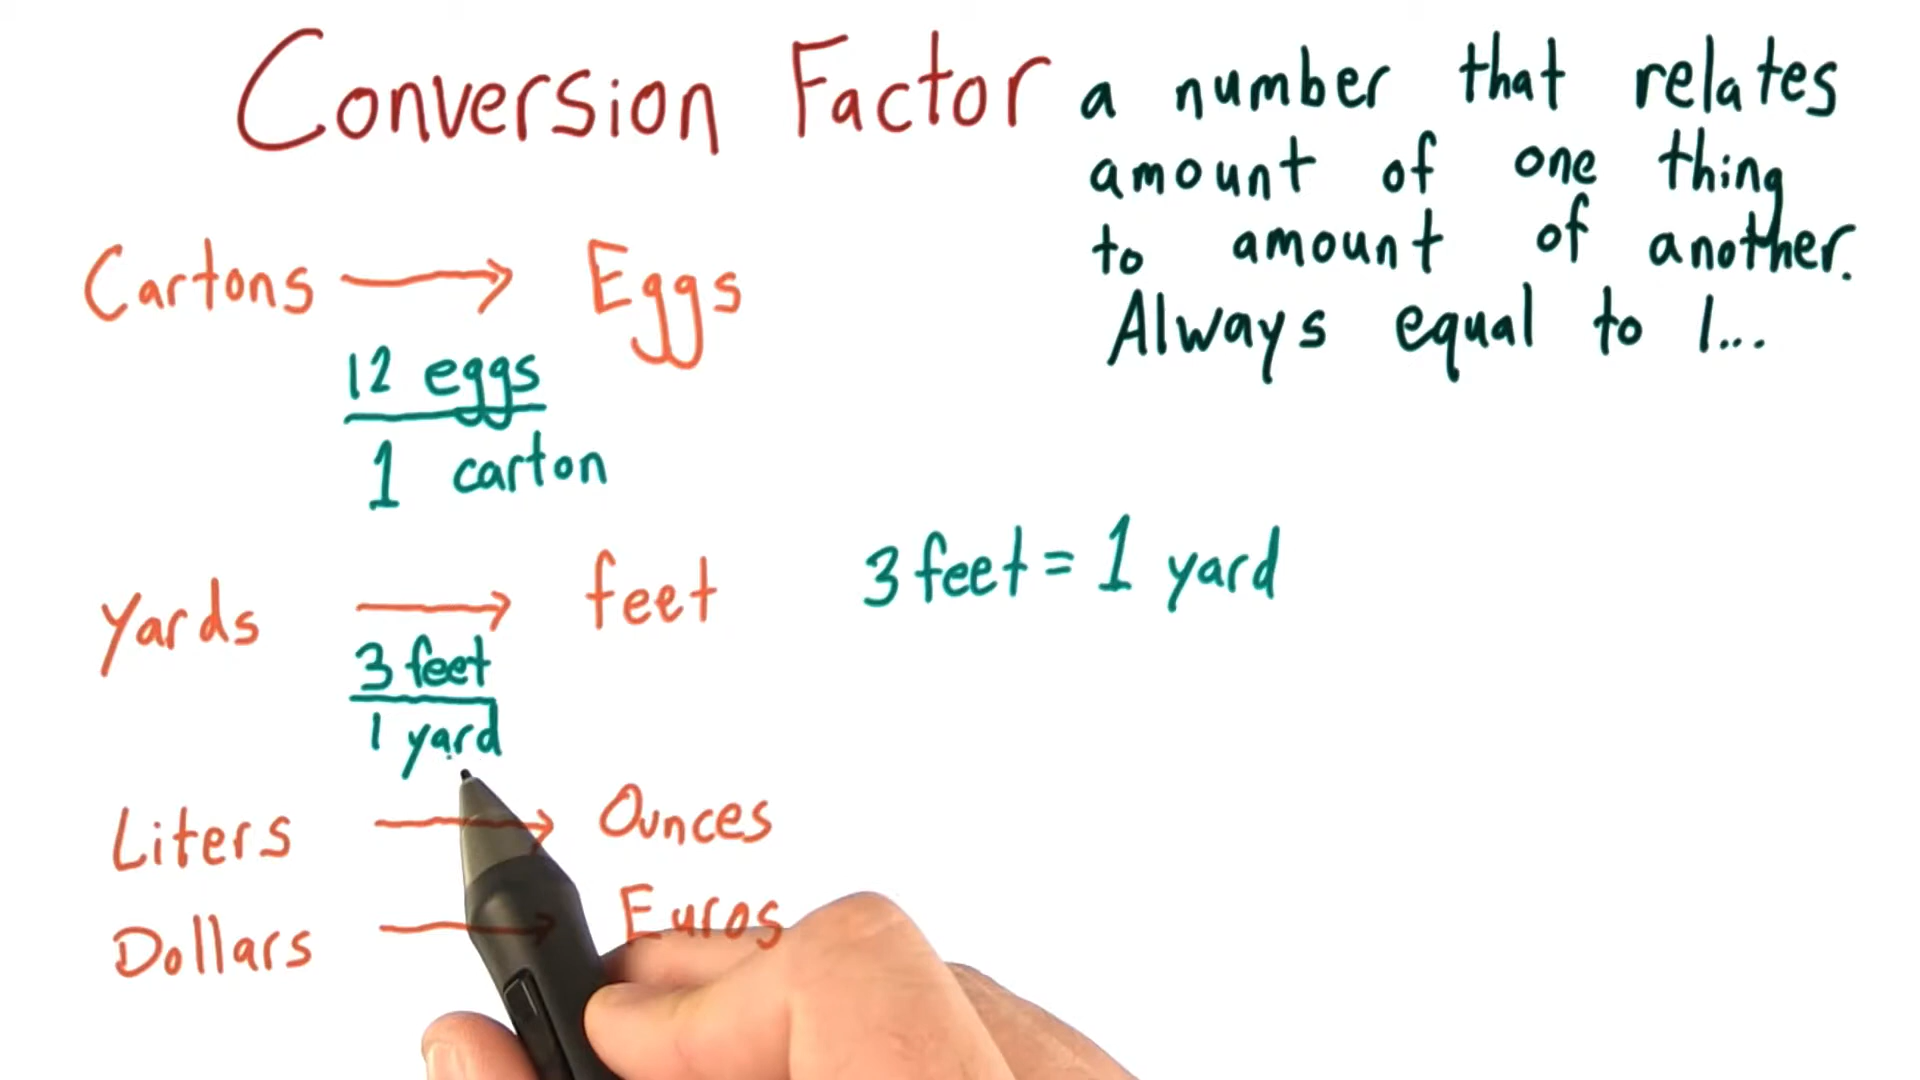 Conversion Factor
a number that relates
amount of one thing
to amount of another.
Always equal to 1...
Cartons → Eggs
12 eggs
1 carton
Yards → feet
3 feet
1 yard
3 feet = 1 yard
Liters → Ounces
Dollars → Euros